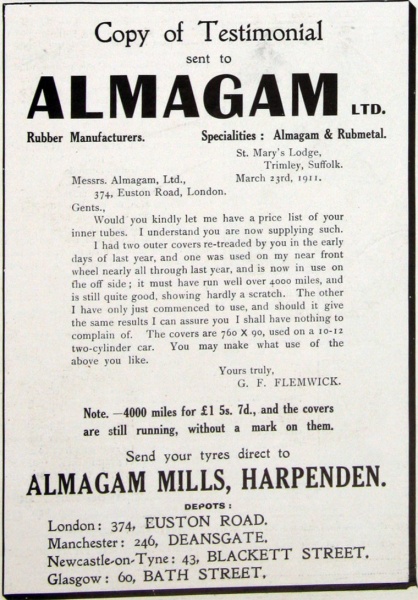 Copy of Testimonial
sent to
ALMAGAM LTD.
Rubber Manufacturers. Specialities: Almagam & Rubmetal.
St. Mary's Lodge,
Trimley, Suffolk.
Messrs. Almagam, Ltd., March 23rd, 1911.
374, Euston Road, London.
Gents.,
Would you kindly let me have a price list of your
inner tubes. I understand you are now supplying such.
I had two outer covers re-treaded by you in the early
days of last year, and one was used on my near front
wheel nearly all through last year, and is now in use on
the off side; it must have run well over 4000 miles, and
is still quite good, showing hardly a scratch. The other
I have only just commenced to use, and should it give
the same results I can assure you I shall have nothing to
complain of. The covers are 760 X 90, used on a 10-12
two-cylinder car. You may make what use of the
above you like.
Yours truly,
G. F. FLEMWICK.
Note. —4000 miles for £1 5s. 7d., and the covers
are still running, without a mark on them.
Send your tyres direct to
ALMAGAM MILLS, HARPENDEN.
DEPOTS:
London: 374, EUSTON ROAD.
Manchester: 246, DEANSGATE.
Newcastle-on-Tyne: 43, BLACKETT STREET.
Glasgow: 60, BATH STREET.